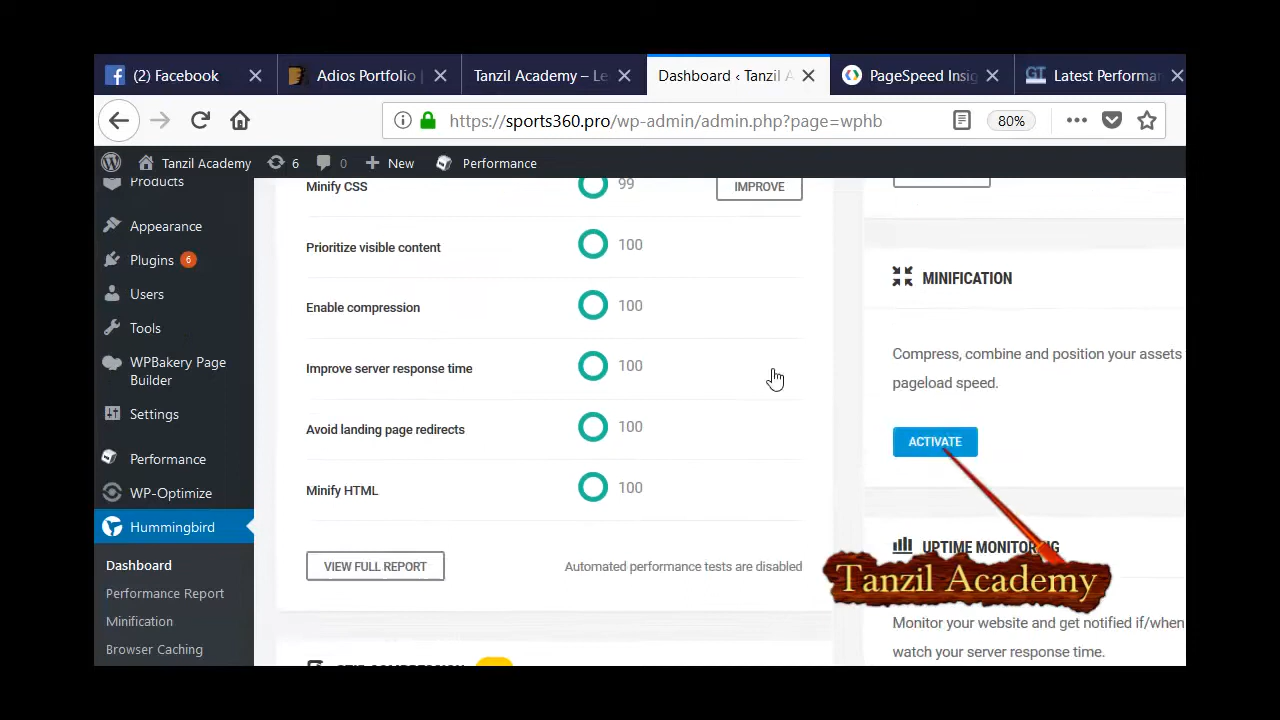 (2) Facebook
Adios Portfolio |
Tanzil Academy – Le
Dashboard ‹ Tanzil A
PageSpeed Insig
GT Latest Performan
https://sports360.pro/wp-admin/admin.php?page=wphb
80%
Tanzil Academy
6
0
New
Performance
Products
Appearance
Plugins 6
Users
Tools
WPBakery Page
Builder
Settings
Performance
WP-Optimize
Hummingbird
Dashboard
Performance Report
Minification
Browser Caching
Minify CSS 99 IMPROVE
Prioritize visible content 100
Enable compression 100
Improve server response time 100
Avoid landing page redirects 100
Minify HTML 100
VIEW FULL REPORT Automated performance tests are disabled
MINIFICATION
Compress, combine and position your assets
pageload speed.
ACTIVATE
UPTIME MONITORING
Tanzil Academy
Monitor your website and get notified if/when
watch your server response time.